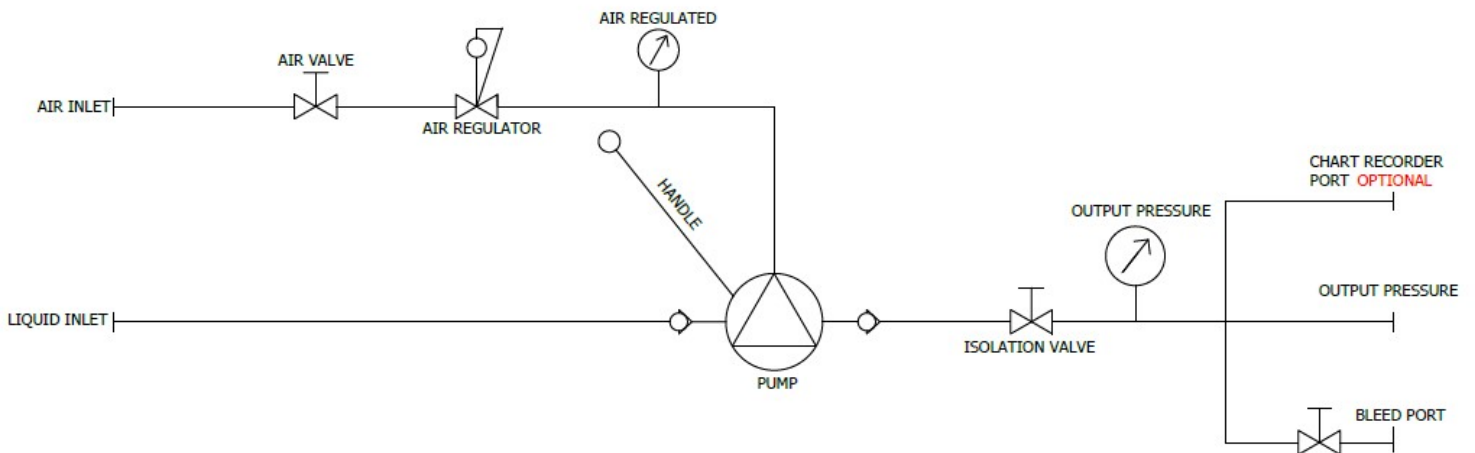 AIR REGULATED
AIR VALVE
AIR INLET
AIR REGULATOR
HANDLE
CHART RECORDER
PORT OPTIONAL
OUTPUT PRESSURE
OUTPUT PRESSURE
LIQUID INLET
ISOLATION VALVE
PUMP
BLEED PORT